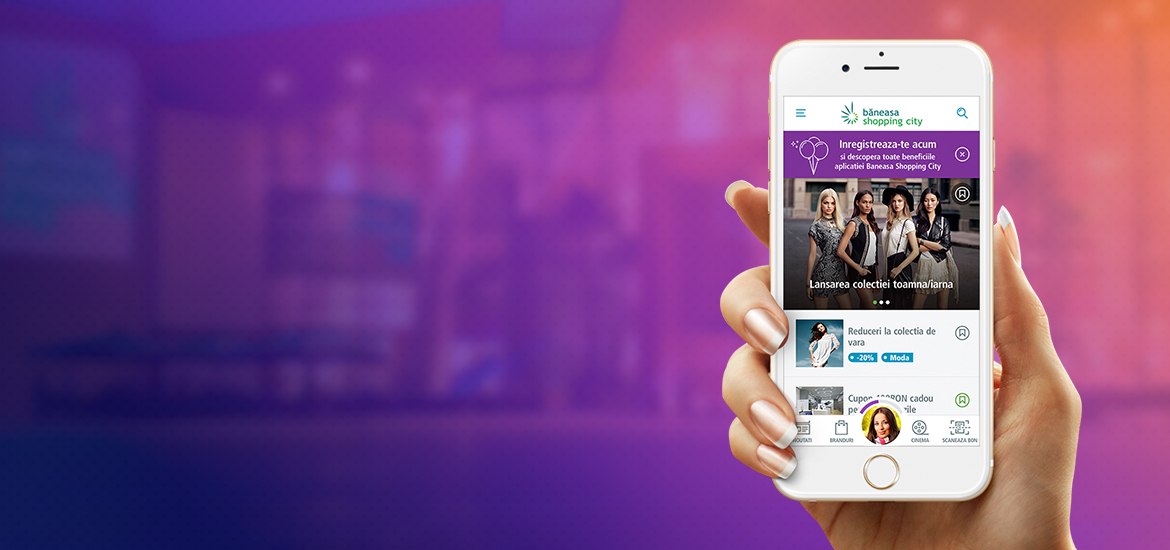 băneasa
shopping city
Inregistreaza-te acum
si descopera toate beneficiile
aplicatiei Baneasa Shopping City
Lansarea colectiei toamna/iarna
Reduceri la colectia de
vara
-20%
Moda
cadou
BRANDURI
CINEMA
SCANEAZA BON